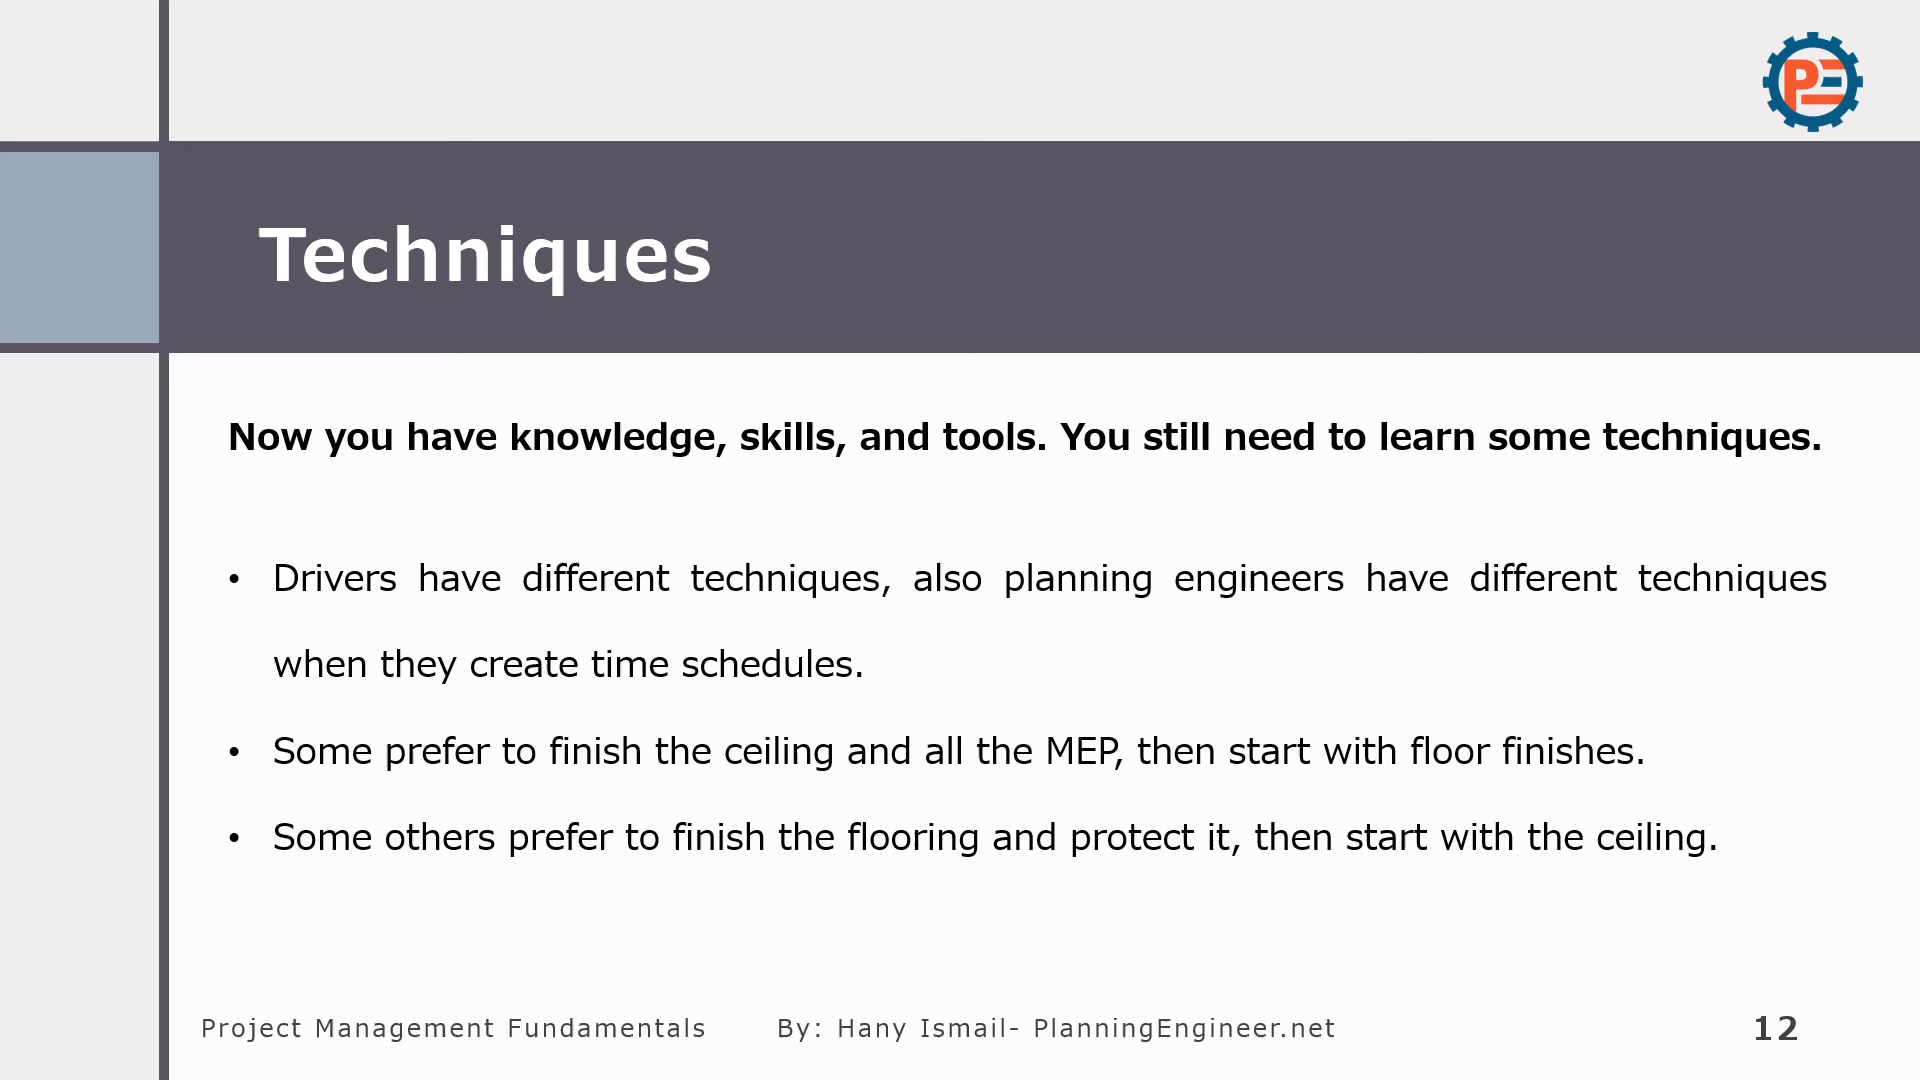 PE
Techniques
Now you have knowledge, skills, and tools. You still need to learn some techniques.
• Drivers have different techniques, also planning engineers have different techniques
when they create time schedules.
• Some prefer to finish the ceiling and all the MEP, then start with floor finishes.
• Some others prefer to finish the flooring and protect it, then start with the ceiling.
Project Management Fundamentals By: Hany Ismail- PlanningEngineer.net 12